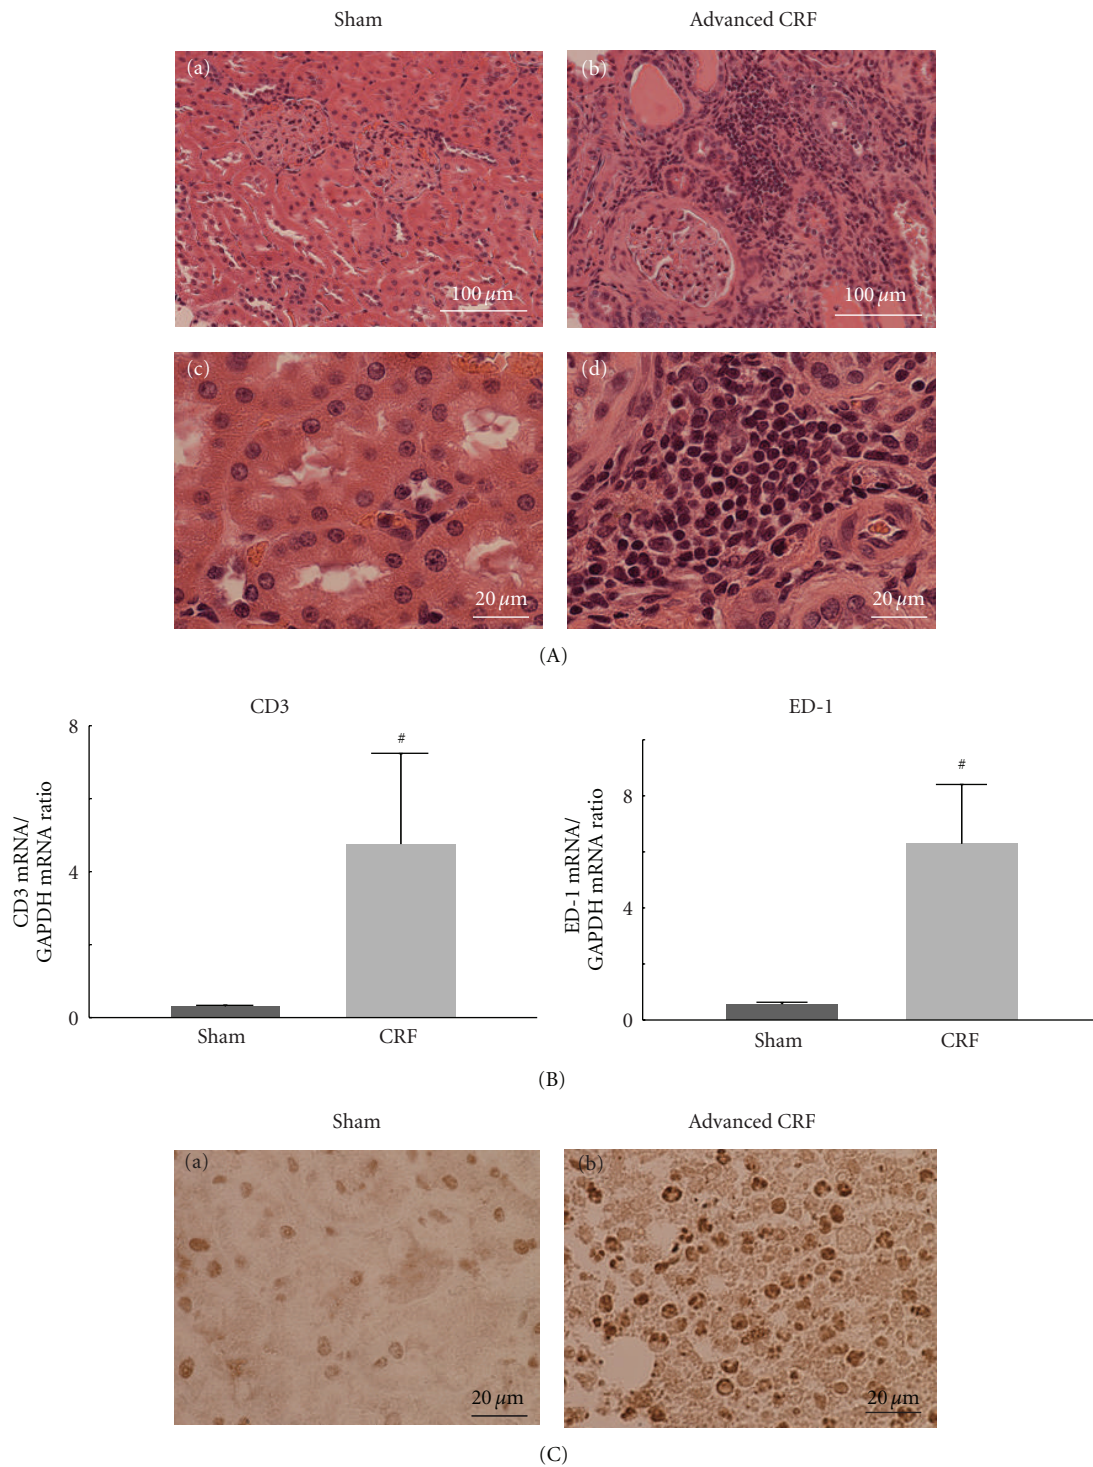 Sham
Advanced CRF
(a)
(b)
100 μm
100 μm
(c)
(d)
20 μm
20 μm
(A)
CD3
8
4
0
CD3 mRNA/
GAPDH mRNA ratio
#
Sham
CRF
ED-1
8
4
0
ED-1 mRNA/
GAPDH mRNA ratio
#
Sham
CRF
(B)
Sham
Advanced CRF
(a)
(b)
20 μm
20 μm
(C)